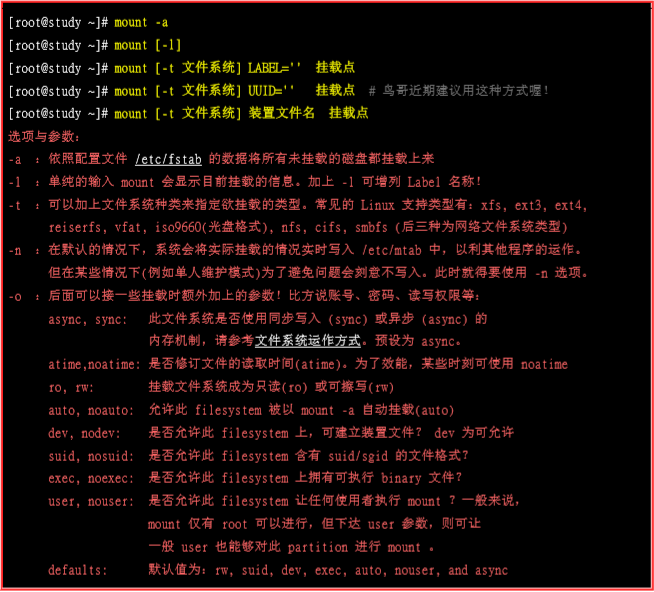 [root@study ~]# mount -a
[root@study ~]# mount [-l]
[root@study ~]# mount [-t 文件系统] LABEL=''  挂载点
[root@study ~]# mount [-t 文件系统] UUID=''  挂载点  # 鸟哥近期建议用这种方式喔!
[root@study ~]# mount [-t 文件系统] 装置文件名  挂载点
选项与参数:
-a ：依照配置文件 /etc/fstab 的数据将所有未挂载的磁盘都挂载上来
-l ：单纯的输入 mount 会显示目前挂载的信息。加上 -l 可增列 Label 名称!
-t ：可以加上文件系统种类来指定欲挂载的类型。常见的 Linux 支持类型有: xfs, ext3, ext4,
reiserfs, vfat, iso9660(光盘格式), nfs, cifs, smbfs (后三种为网络文件系统类型)
-n ：在默认的情况下，系统会将实际挂载的情况实时写入 /etc/mtab 中，以利其他程序的运作。
但在某些情况下(例如单人维护模式)为了避免问题会刻意不写入。此时就得要使用 -n 选项。
-o ：后面可以接一些挂载时额外加上的参数! 比方说账号、密码、读写权限等:
async, sync: 此文件系统是否使用同步写入 (sync) 或异步 (async) 的
内存机制，请参考文件系统运作方式。预设为 async。
atime,noatime: 是否修订文件的读取时间(atime)。为了效能，某些时刻可使用 noatime
ro, rw: 挂载文件系统成为只读(ro) 或可擦写(rw)
auto, noauto: 允许此 filesystem 被以 mount -a 自动挂载(auto)
dev, nodev: 是否允许此 filesystem 上，可建立装置文件? dev 为可允许
suid, nosuid: 是否允许此 filesystem 含有 suid/sgid 的文件格式?
exec, noexec: 是否允许此 filesystem 上拥有可执行 binary 文件?
user, nouser: 是否允许此 filesystem 让任何使用者执行 mount ? 一般来说，
mount 仅有 root 可以进行，但下达 user 参数，则可让
一般 user 也能够对此 partition 进行 mount 。
defaults: 默认值为: rw, suid, dev, exec, auto, nouser, and async